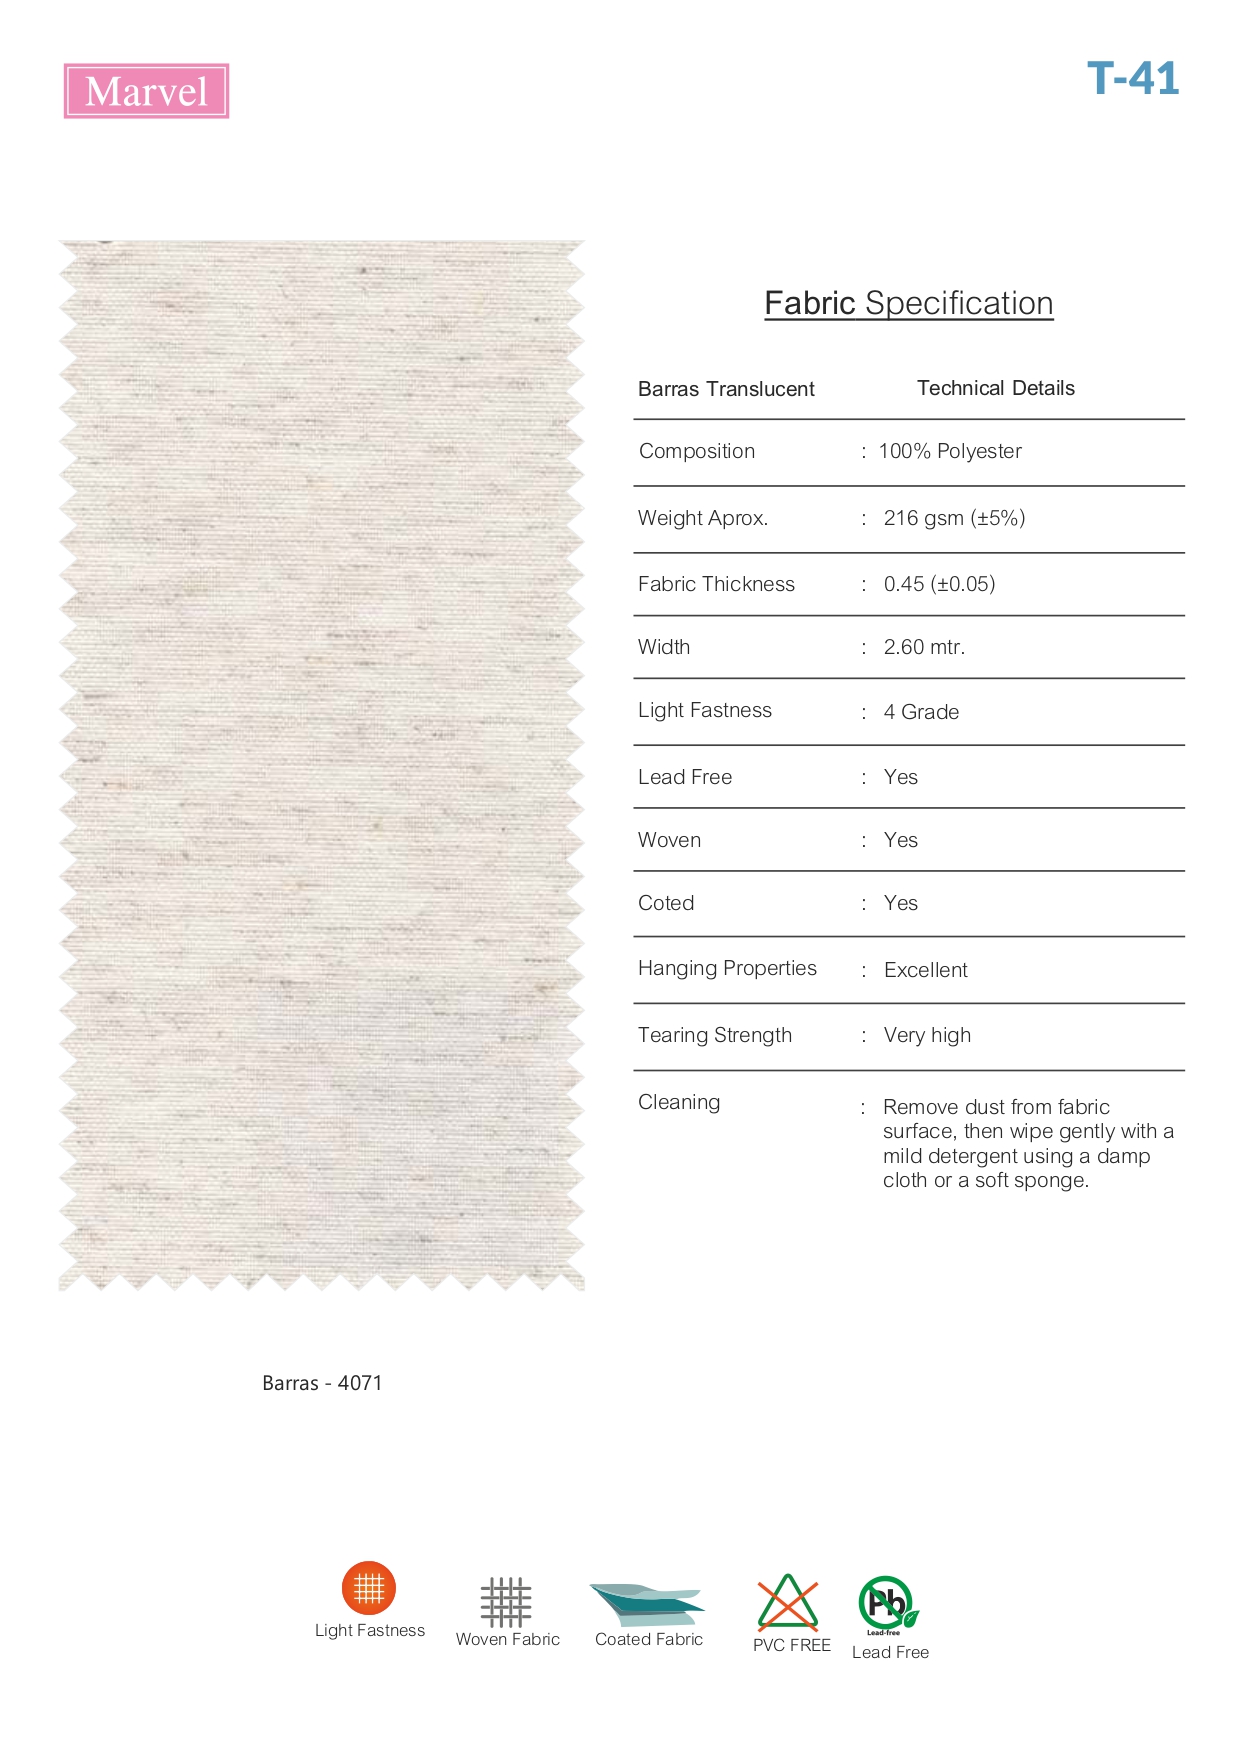 Marvel
T-41
Fabric Specification
Barras Translucent Technical Details
Composition : 100% Polyester
Weight Aprox. : 216 gsm (±5%)
Fabric Thickness : 0.45 (±0.05)
Width : 2.60 mtr.
Light Fastness : 4 Grade
Lead Free : Yes
Woven : Yes
Coted : Yes
Hanging Properties : Excellent
Tearing Strength : Very high
Cleaning : Remove dust from fabric
surface, then wipe gently with a
mild detergent using a damp
cloth or a soft sponge.
Barras - 4071
Light Fastness
Woven Fabric
Coated Fabric
PVC FREE
Pb
Lead-free
Lead Free